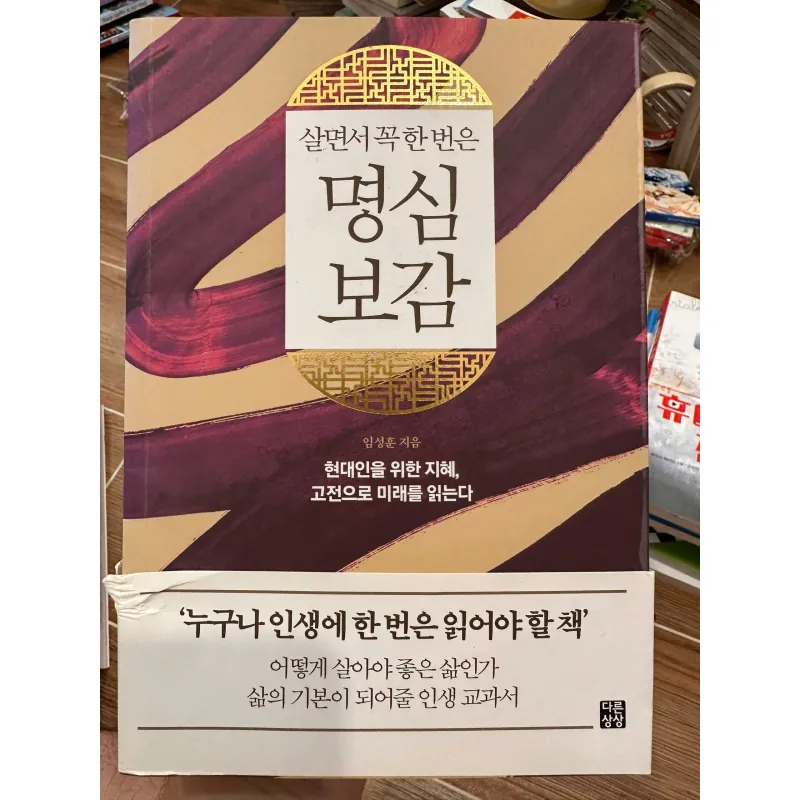 살면서 꼭 한 번은
명심
보감
임성훈 지음
현대인을 위한 지혜,
고전으로 미래를 읽는다
‘누구나 인생에 한 번은 읽어야 할 책’
어떻게 살아야 좋은 삶인가
삶의 기본이 되어줄 인생 교과서
다른
상상